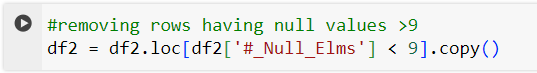 #removing rows having null values >9
df2 = df2.loc[df2['#_Null_Elms'] < 9].copy()